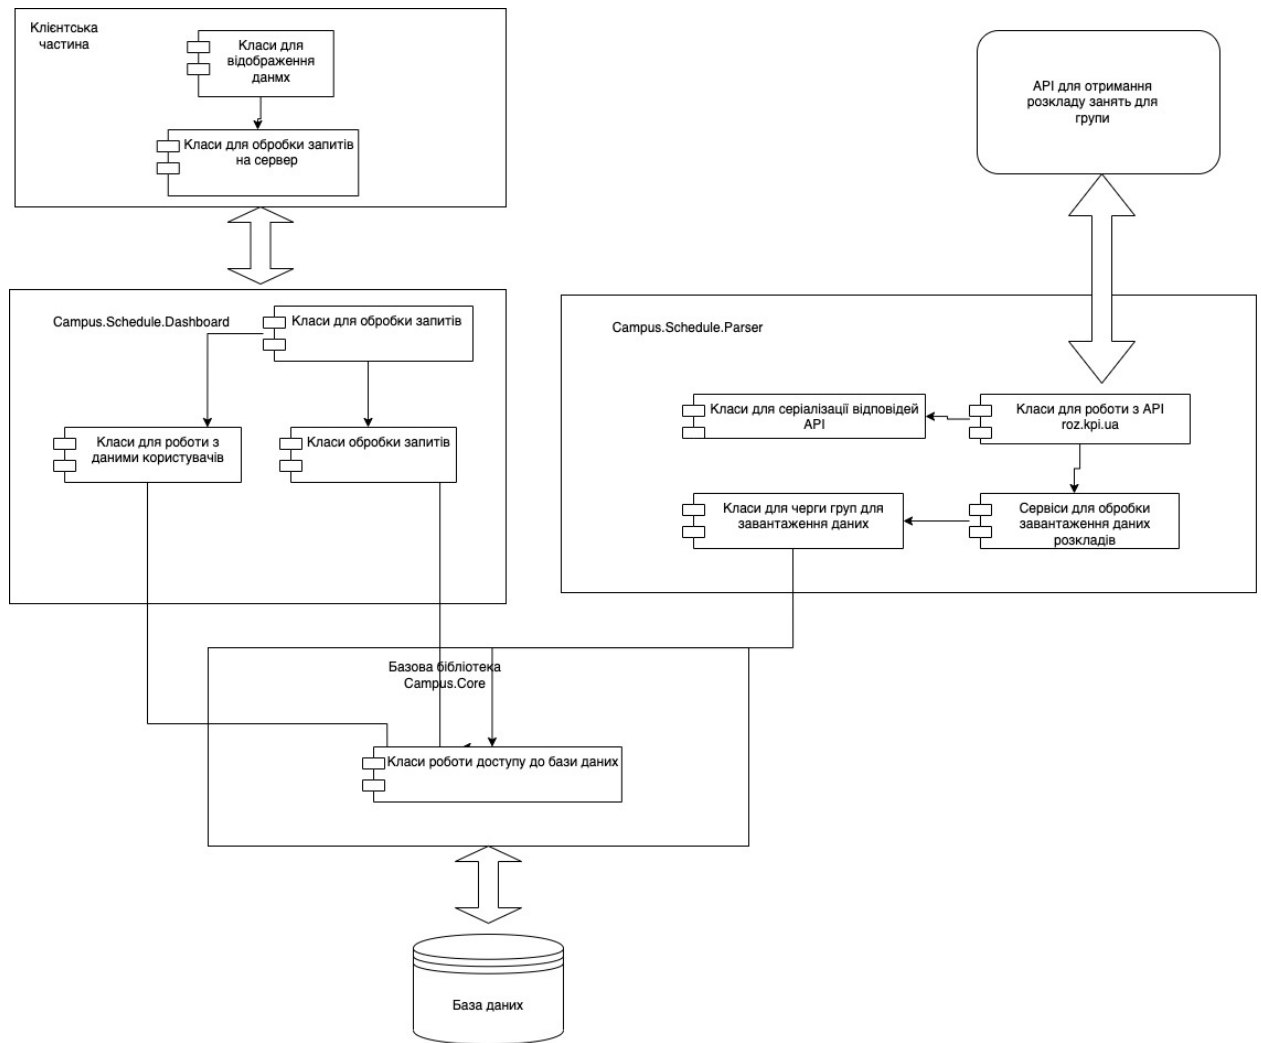 Клієнтська
частина
Класи для
відображення
данмх
Класи для обробки запитів
на сервер
API для отримання
розкладу занять для
групи
Campus.Schedule.Dashboard
Класи для обробки запитів
Класи для роботи з
даними користувачів
Класи обробки запитів
Campus.Schedule.Parser
Класи для серіалізації відповідей
API
Класи для роботи з API
roz.kpi.ua
Класи для черги груп для
завантаження даних
Сервіси для обробки
завантаження даних
розкладів
Базова бібліотека
Campus.Core
Класи роботи доступу до бази даних
База даних